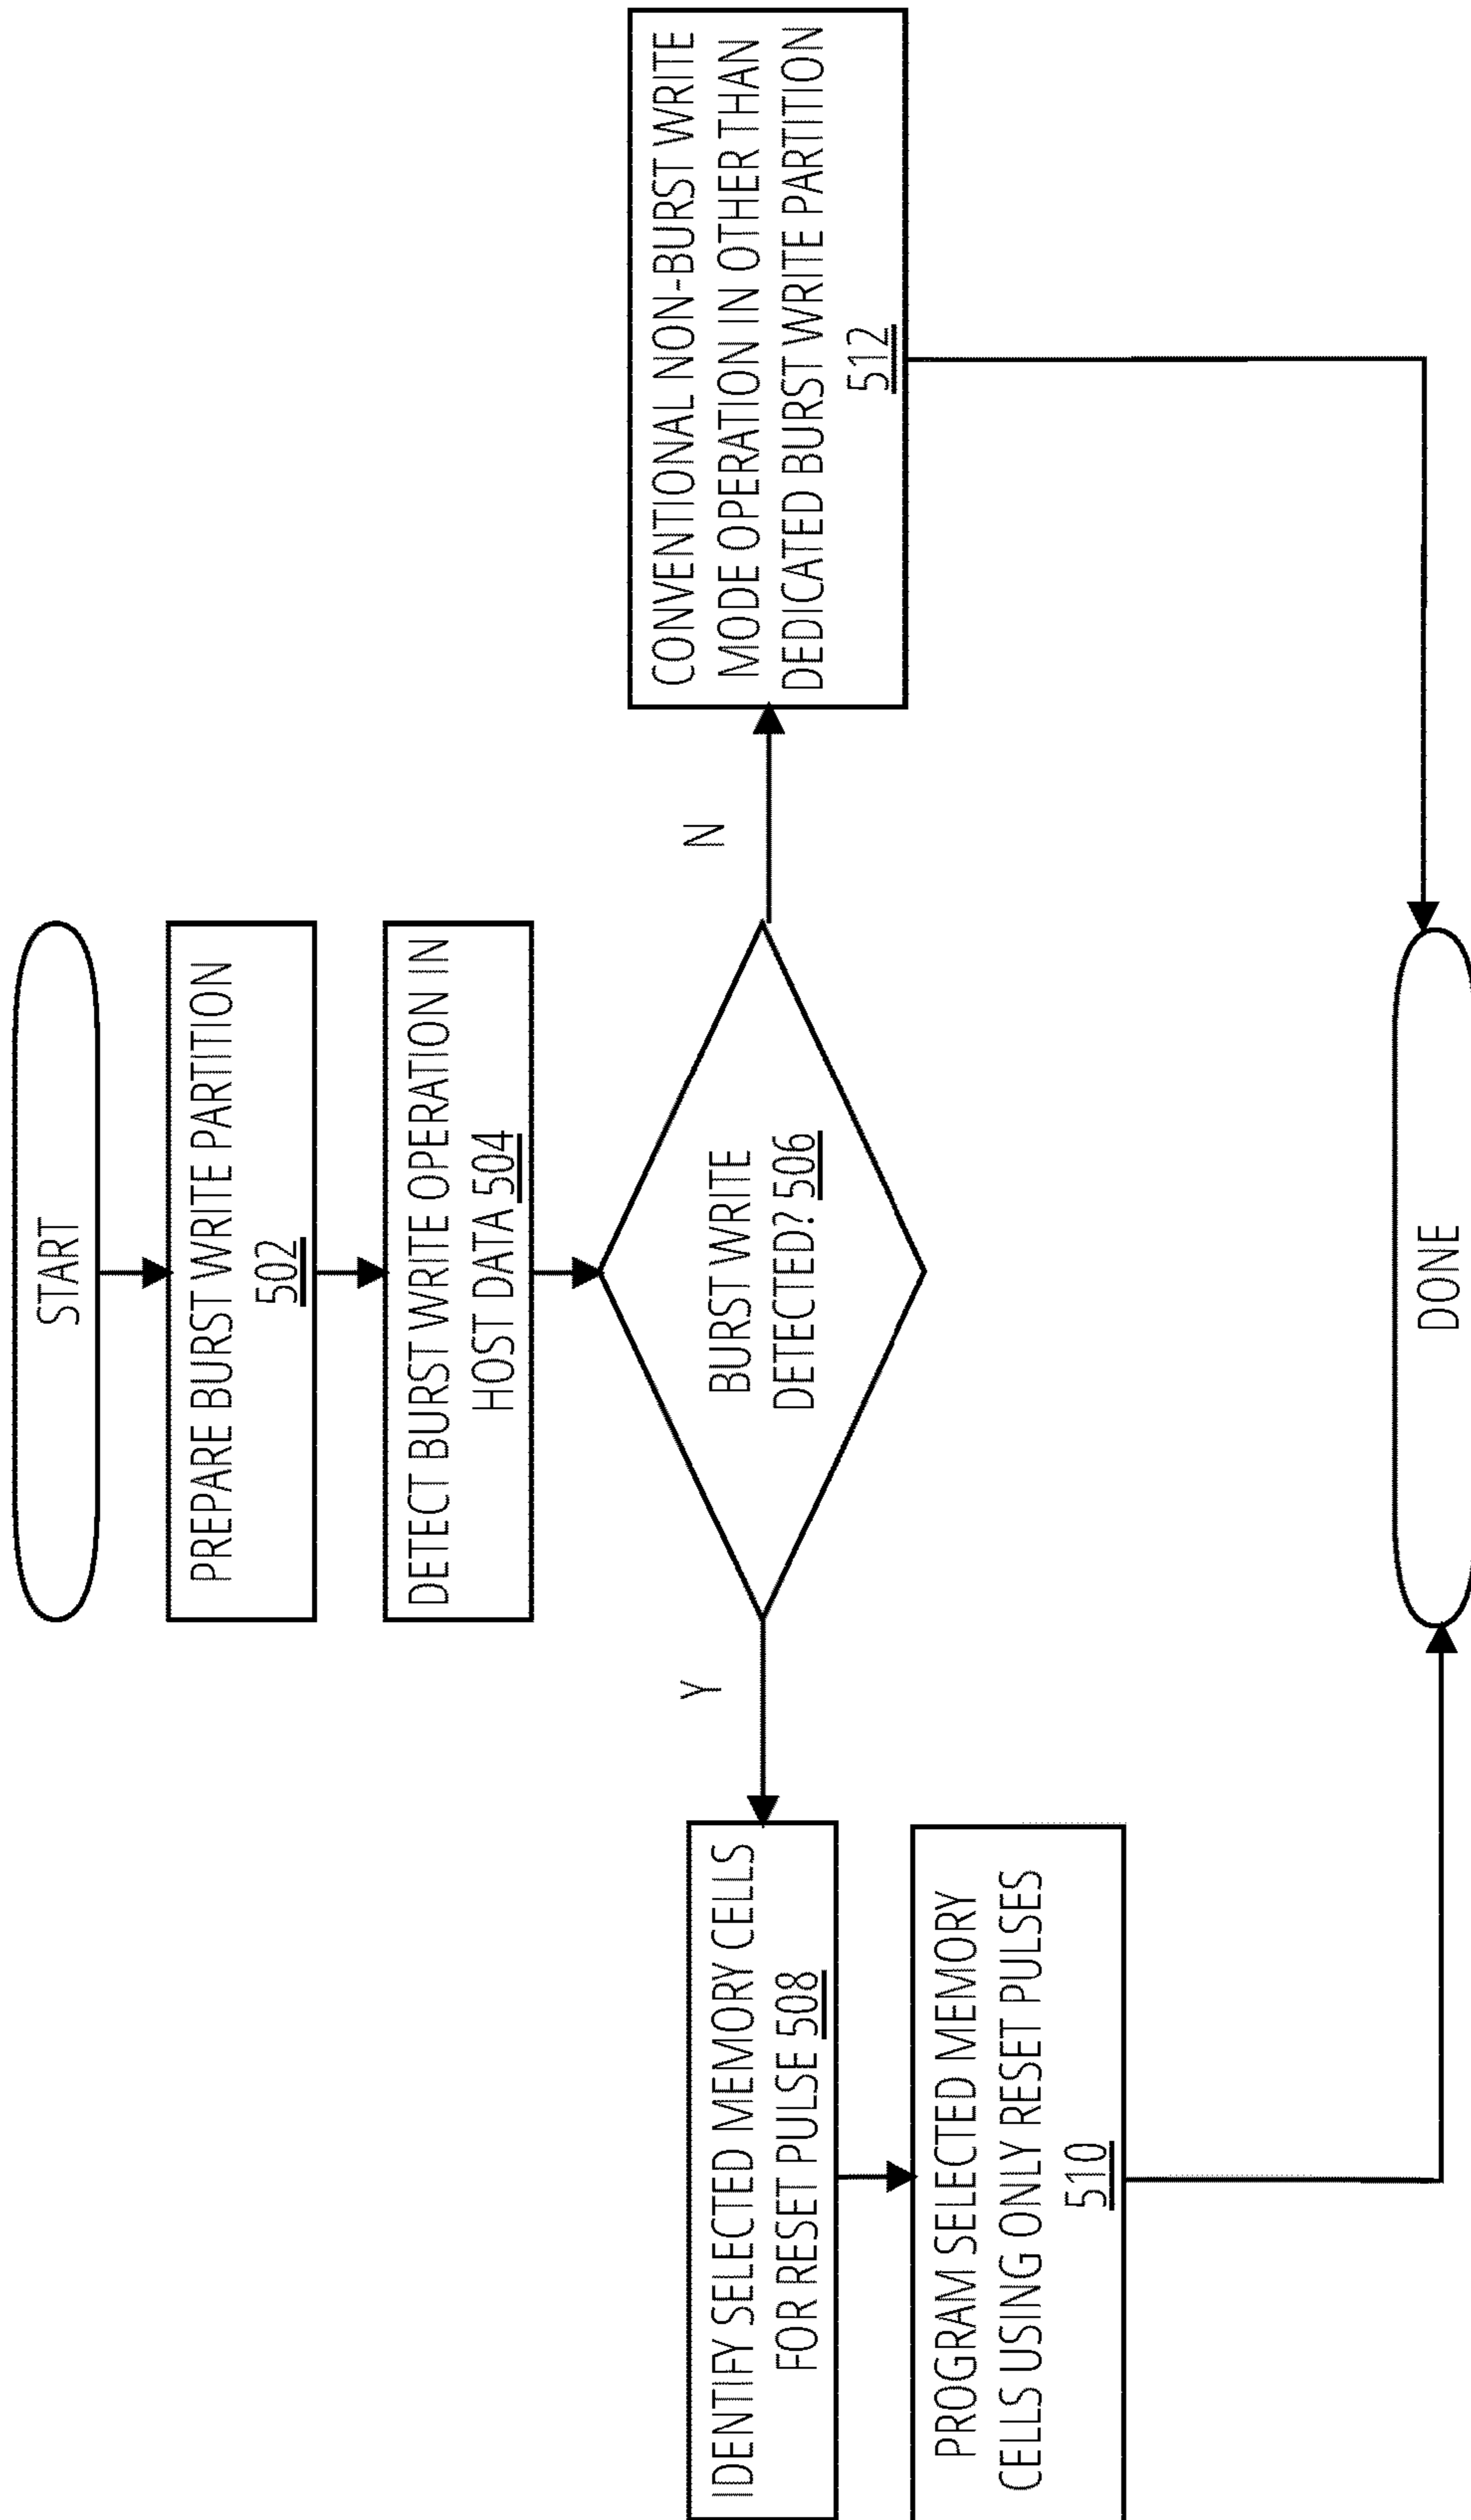 START
PREPARE BURST WRITE PARTITION
502
DETECT BURST WRITE OPERATION IN
HOST DATA 504
BURST WRITE
DETECTED? 506
Y
N
IDENTIFY SELECTED MEMORY CELLS
FOR RESET PULSE 508
PROGRAM SELECTED MEMORY
CELLS USING ONLY RESET PULSES
510
CONVENTIONAL NON-BURST WRITE
MODE OPERATION IN OTHER THAN
DEDICATED BURST WRITE PARTITION
512
DONE